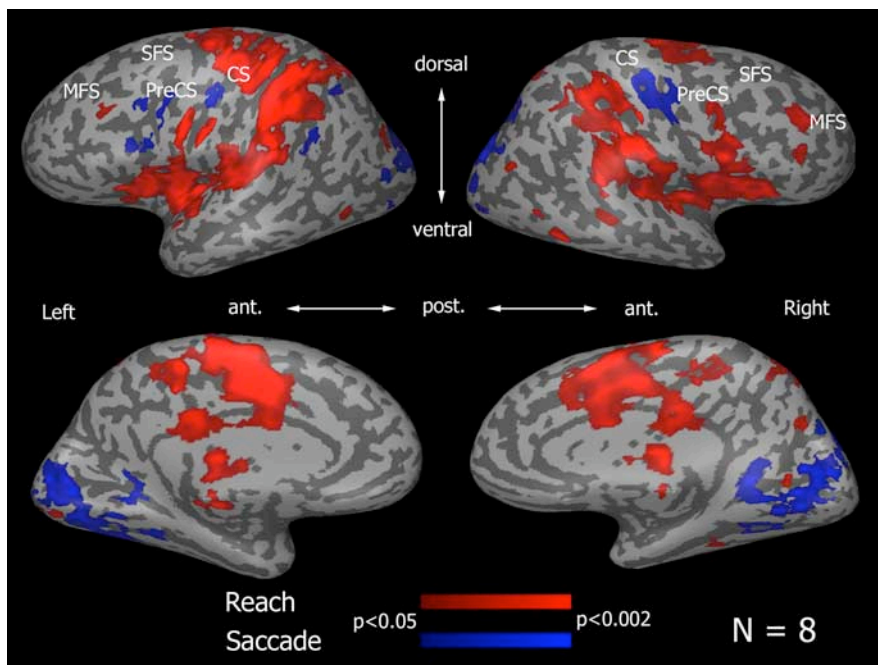 SFS
CS
MFS
PreCS
dorsal
CS
SFS
PreCS
MFS
ventral
Left
ant.
post.
ant.
Right
Reach
p<0.05
p<0.002
Saccade
N = 8